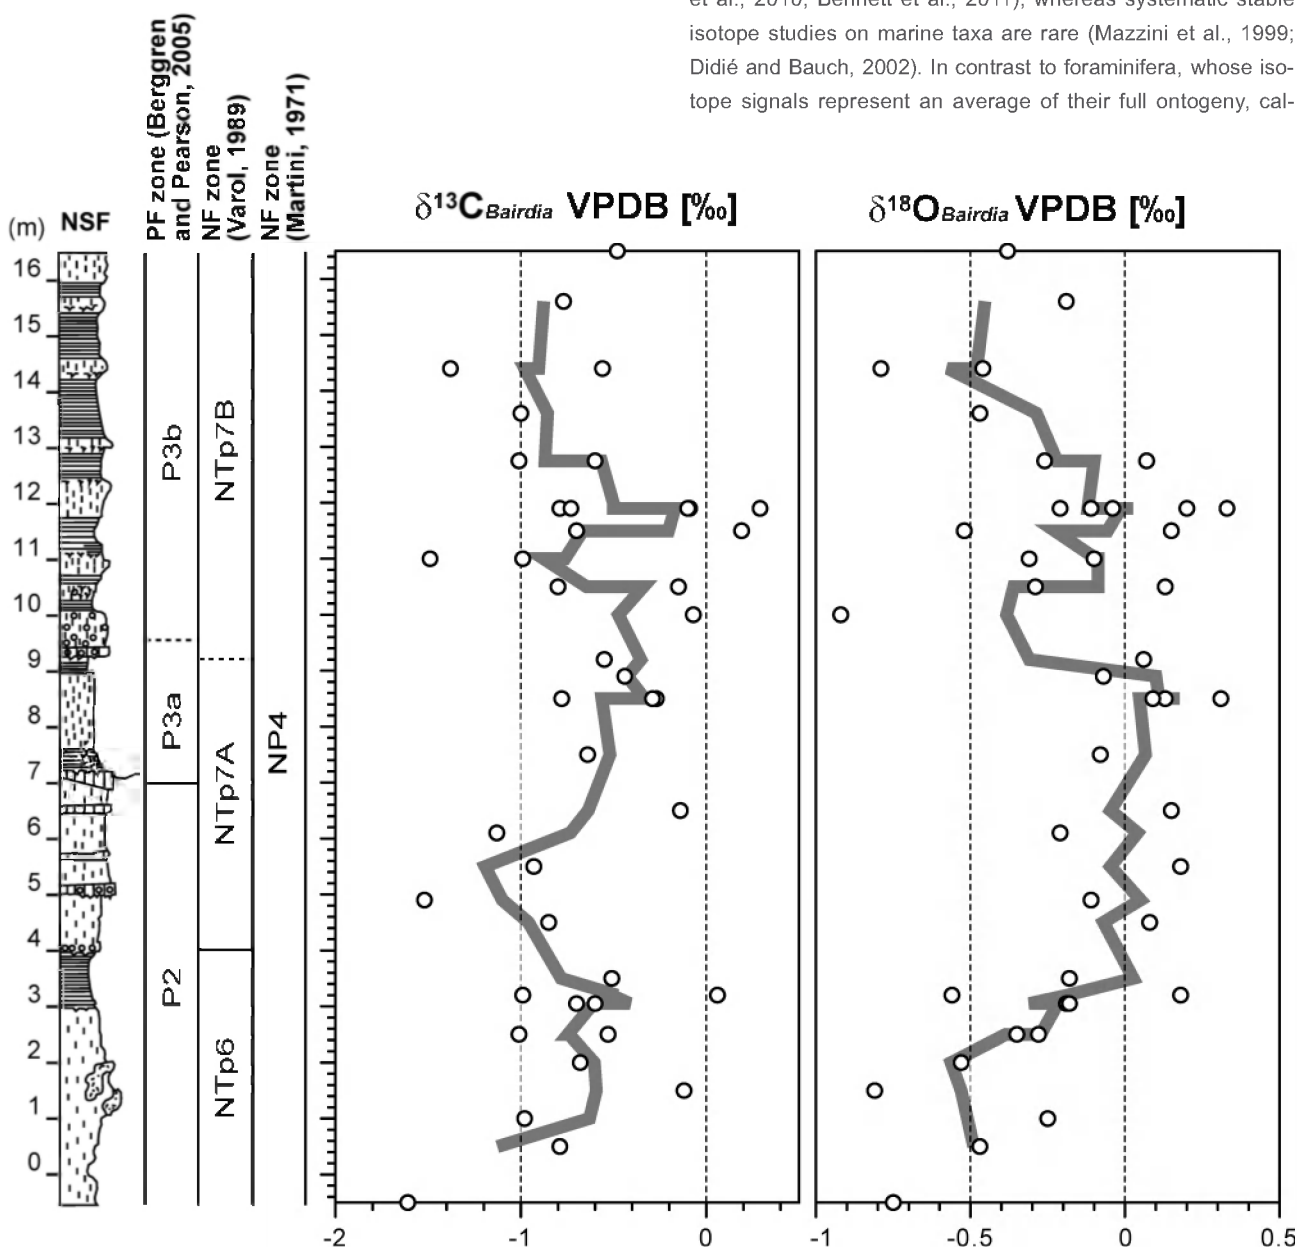 et al., 2010; Bennett et al., 2011), whereas systematic stable
isotope studies on marine taxa are rare (Mazzini et al., 1999;
Didié and Bauch, 2002). In contrast to foraminifera, whose iso-
tope signals represent an average of their full ontogeny, cal-
(m)
NSF
PF zone (Berggren
and Pearson, 2005)
NF zone
(Varol, 1989)
NF zone
(Martini, 1971)
δ13CBairdia VPDB [‰]
δ18OBairdia VPDB [‰]
16
15
14
13
12
11
10
9
8
7
6
5
4
3
2
1
0
P3b
P3a
P2
NTp7B
NTp7A
NTp6
NP4
-2
-1
0
-1
-0.5
0
0.5